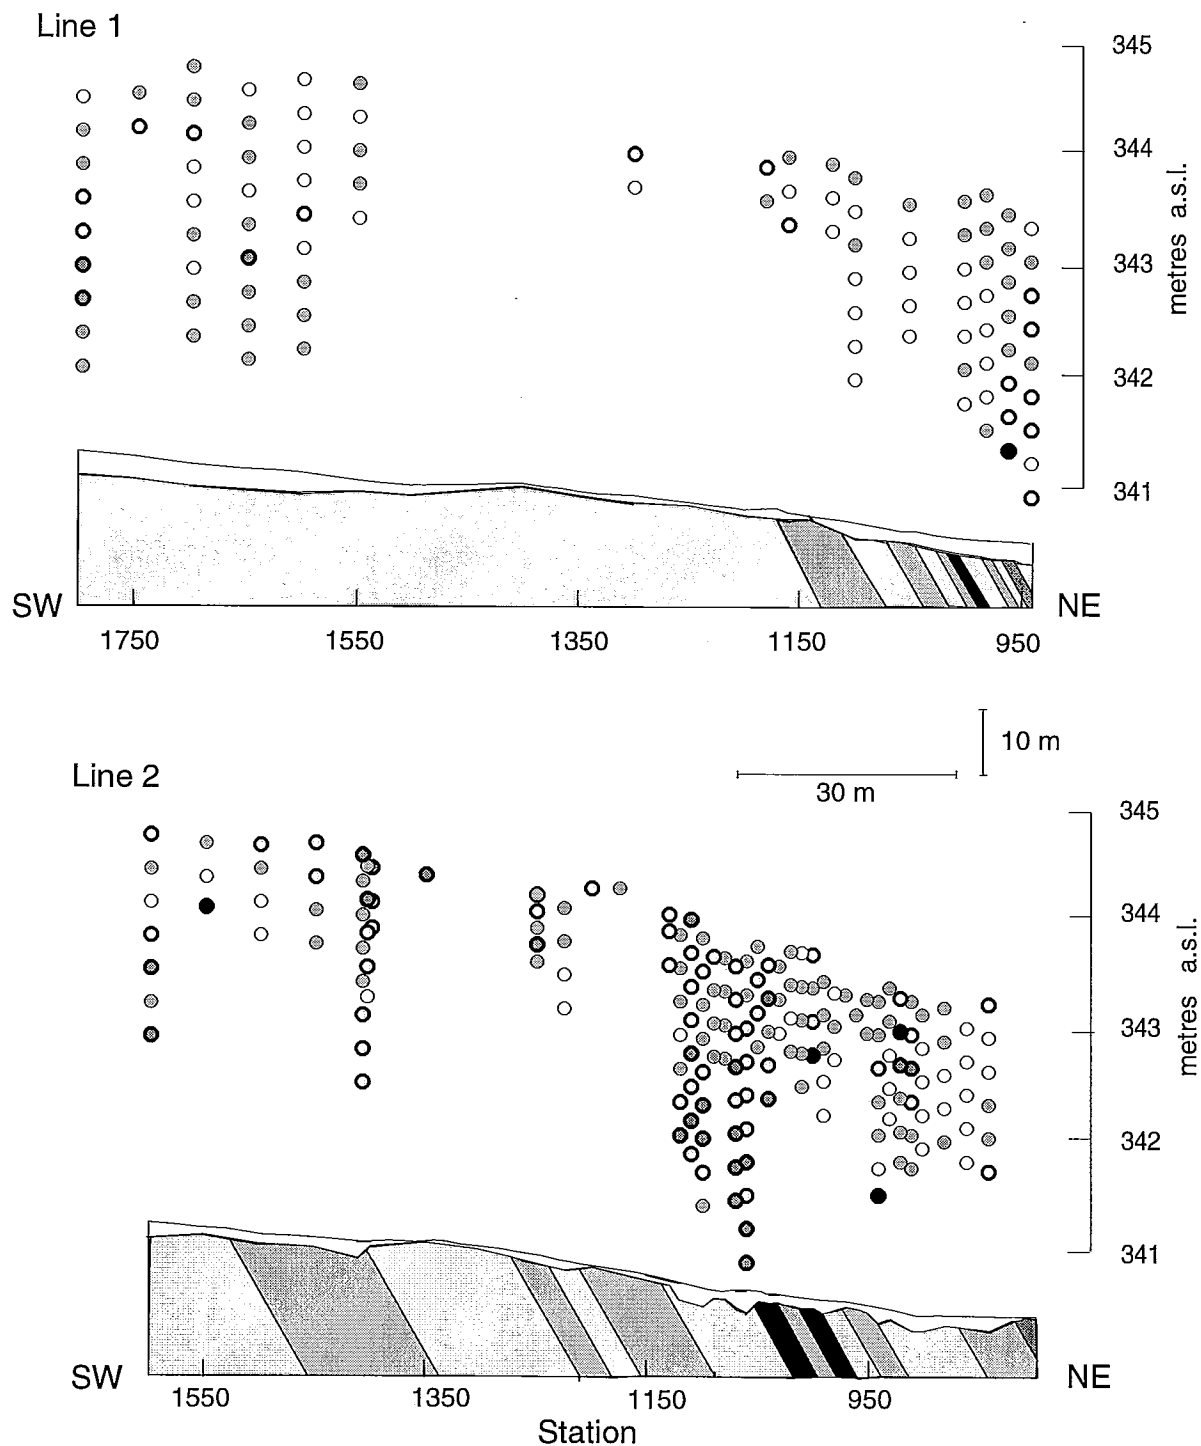 Line 1
345
344
343
342
341
metres a.s.l.
SW
NE
1750 1550 1350 1150 950
10 m
30 m
Line 2
345
344
343
342
341
metres a.s.l.
SW
NE
1550 1350 1150 950
Station